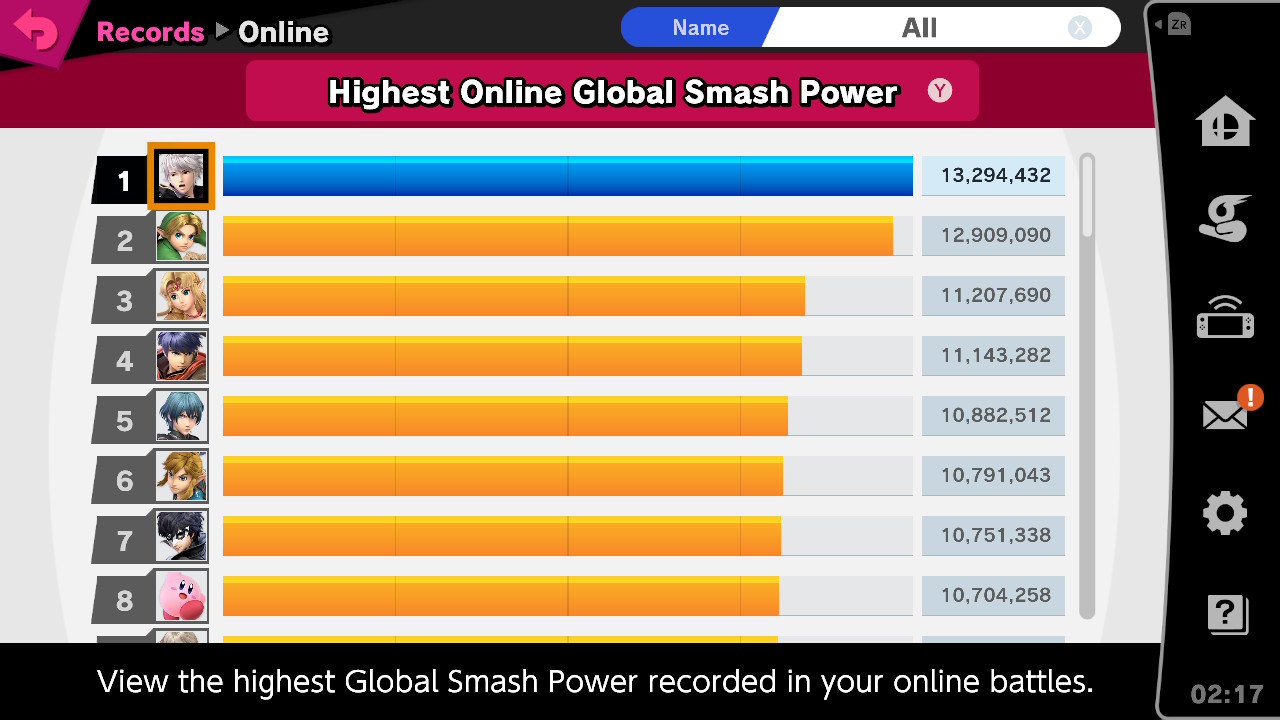 Records ▶ Online
Name All X
ZR
Highest Online Global Smash Power Y
1 13,294,432
2 12,909,090
3 11,207,690
4 11,143,282
5 10,882,512
6 10,791,043
7 10,751,338
8 10,704,258
!
?
View the highest Global Smash Power recorded in your online battles.
02:17